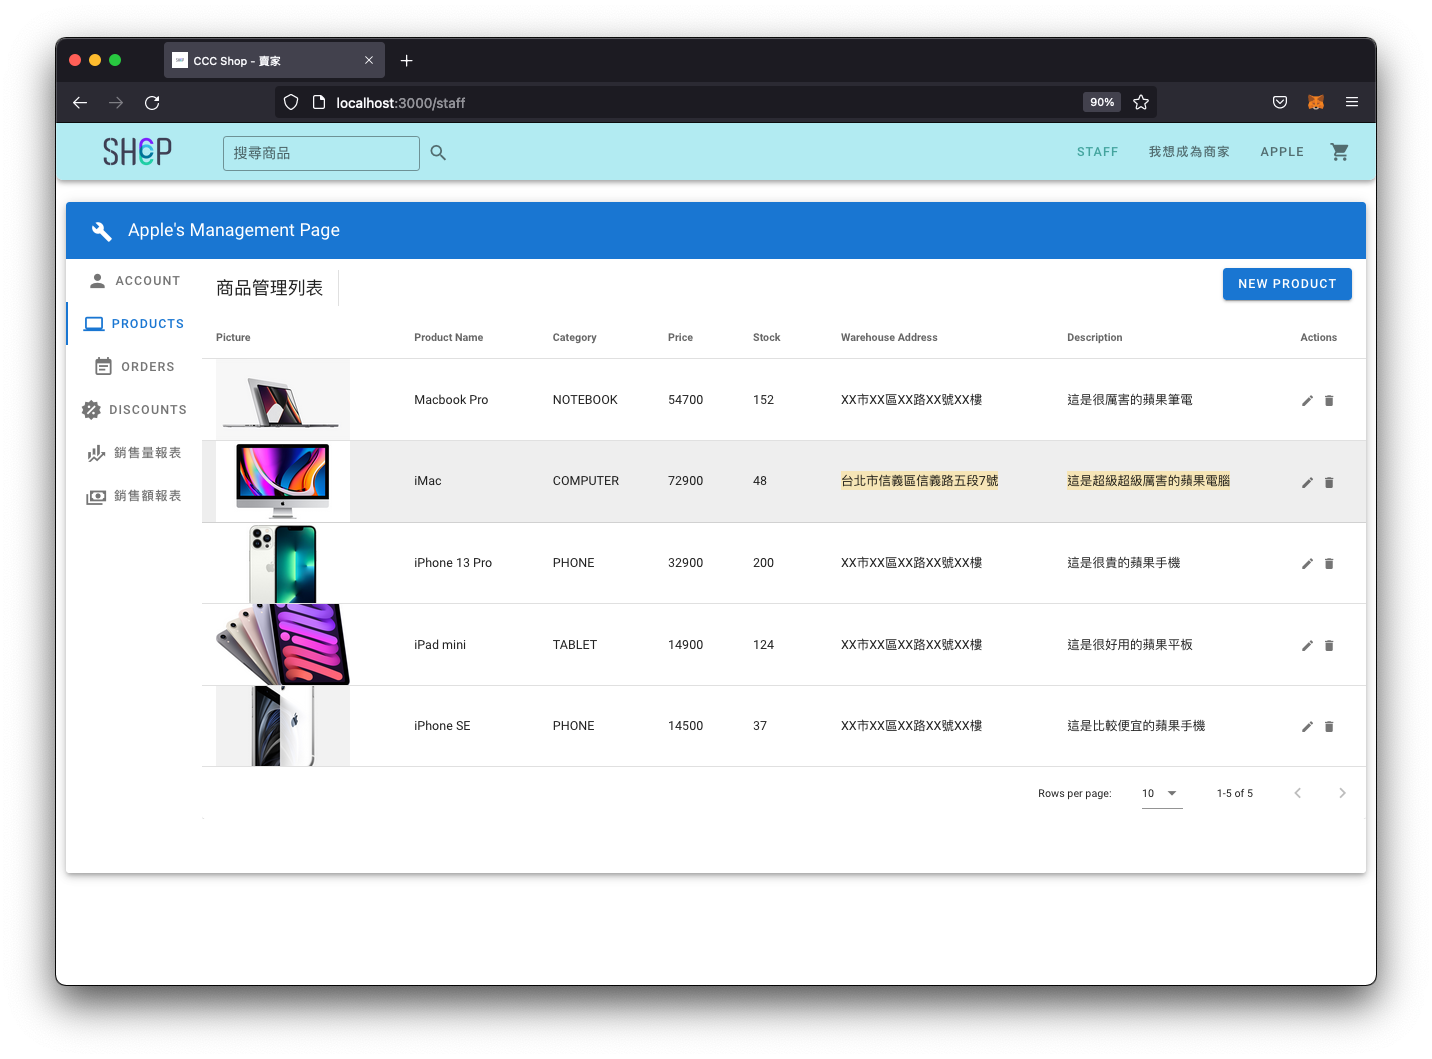 CCC Shop - 賣家
localhost:3000/staff
90%
SHCP
搜尋商品
STAFF
我想成為商家
APPLE
Apple's Management Page
ACCOUNT
PRODUCTS
ORDERS
DISCOUNTS
銷售量報表
銷售額報表
商品管理列表
NEW PRODUCT
Picture Product Name Category Price Stock Warehouse Address Description Actions
Macbook Pro NOTEBOOK 54700 152 XX市XX區XX路XX號XX樓 這是很厲害的蘋果筆電
iMac COMPUTER 72900 48 台北市信義區信義路五段7號 這是超級超級厲害的蘋果電腦
iPhone 13 Pro PHONE 32900 200 XX市XX區XX路XX號XX樓 這是很貴的蘋果手機
iPad mini TABLET 14900 124 XX市XX區XX路XX號XX樓 這是很好用的蘋果平板
iPhone SE PHONE 14500 37 XX市XX區XX路XX號XX樓 這是比較便宜的蘋果手機
Rows per page: 10 1-5 of 5